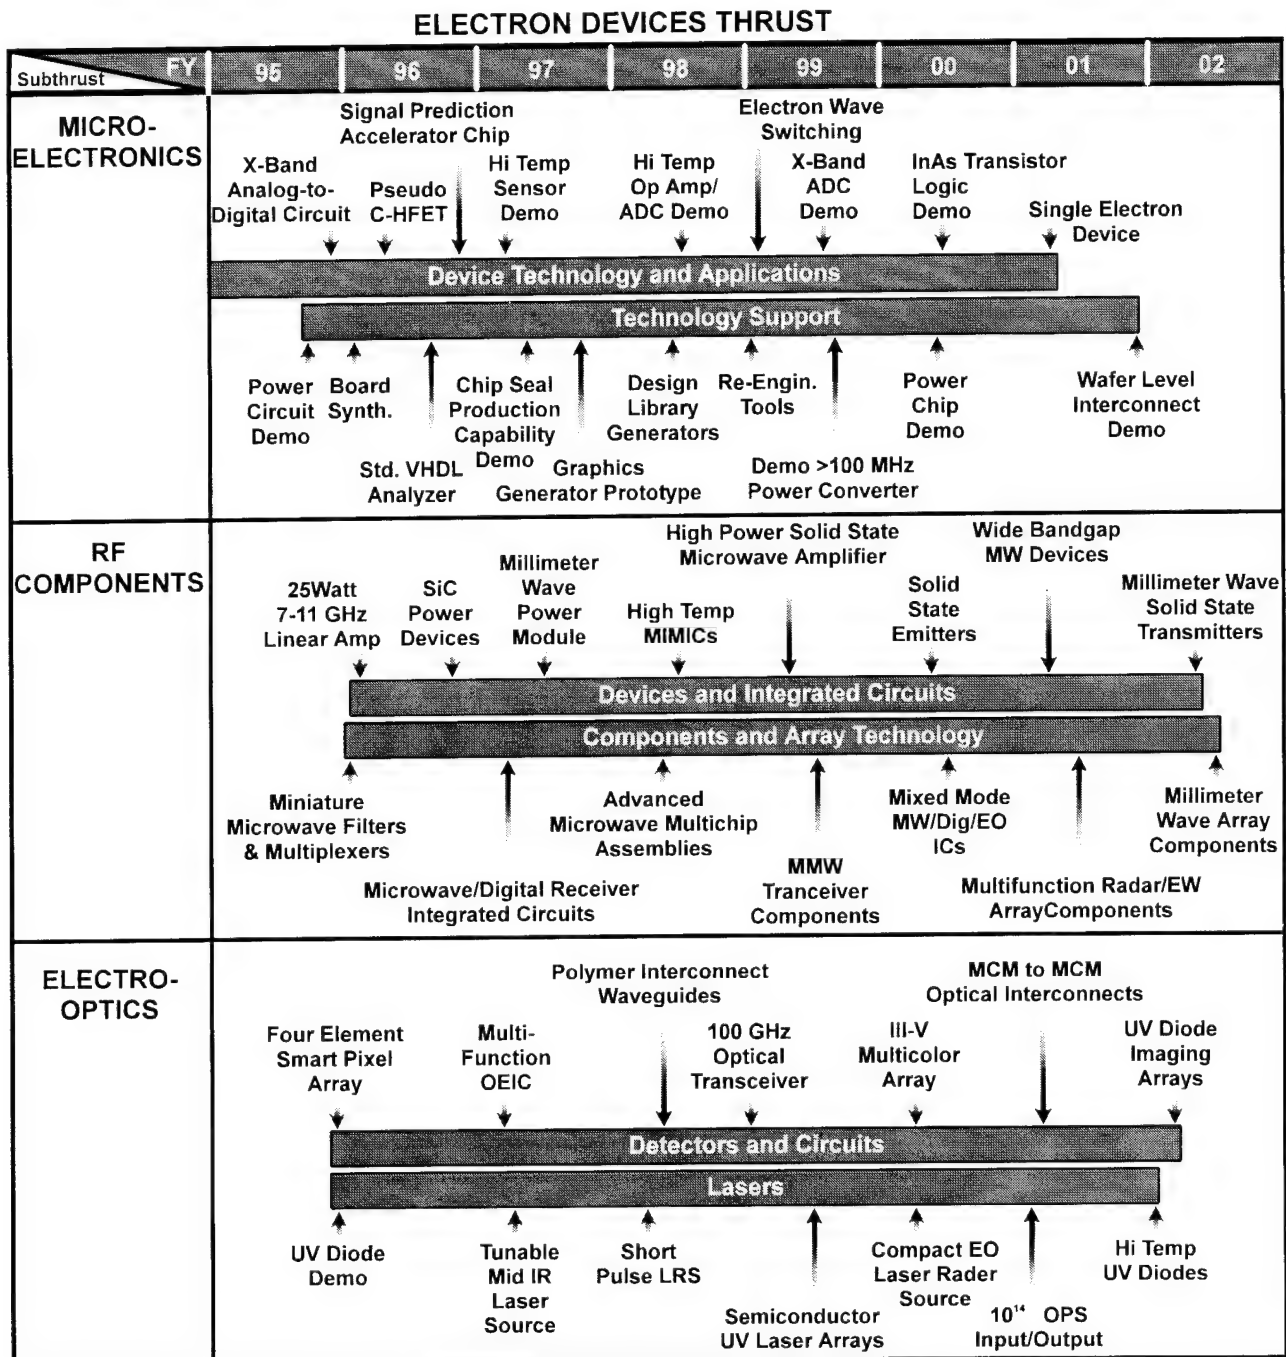 ELECTRON DEVICES THRUST
Subthrust FY 95 96 97 98 99 00 01 02
MICRO-
ELECTRONICS
Signal Prediction
Accelerator Chip
Electron Wave
Switching
X-Band
Analog-to-
Digital Circuit
Pseudo
C-HFET
Hi Temp
Sensor
Demo
Hi Temp
Op Amp/
ADC Demo
X-Band
ADC
Demo
InAs Transistor
Logic
Demo
Single Electron
Device
Device Technology and Applications
Technology Support
Power
Circuit
Demo
Board
Synth.
Std. VHDL
Analyzer
Chip Seal
Production
Capability
Demo
Graphics
Generator Prototype
Design
Library
Generators
Re-Engin.
Tools
Demo >100 MHz
Power Converter
Power
Chip
Demo
Wafer Level
Interconnect
Demo
RF
COMPONENTS
25Watt
7-11 GHz
Linear Amp
SiC
Power
Devices
Millimeter
Wave
Power
Module
High Temp
MIMICs
High Power Solid State
Microwave Amplifier
Solid
State
Emitters
Wide Bandgap
MW Devices
Millimeter Wave
Solid State
Transmitters
Devices and Integrated Circuits
Components and Array Technology
Miniature
Microwave Filters
& Multiplexers
Microwave/Digital Receiver
Integrated Circuits
Advanced
Microwave Multichip
Assemblies
MMW
Tranceiver
Components
Mixed Mode
MW/Dig/EO
ICs
Multifunction Radar/EW
ArrayComponents
Millimeter
Wave Array
Components
ELECTRO-
OPTICS
Four Element
Smart Pixel
Array
Multi-
Function
OEIC
Polymer Interconnect
Waveguides
100 GHz
Optical
Transceiver
III-V
Multicolor
Array
MCM to MCM
Optical Interconnects
UV Diode
Imaging
Arrays
Detectors and Circuits
Lasers
UV Diode
Demo
Tunable
Mid IR
Laser
Source
Short
Pulse LRS
Semiconductor
UV Laser Arrays
Compact EO
Laser Rader
Source
10¹⁴ OPS
Input/Output
Hi Temp
UV Diodes